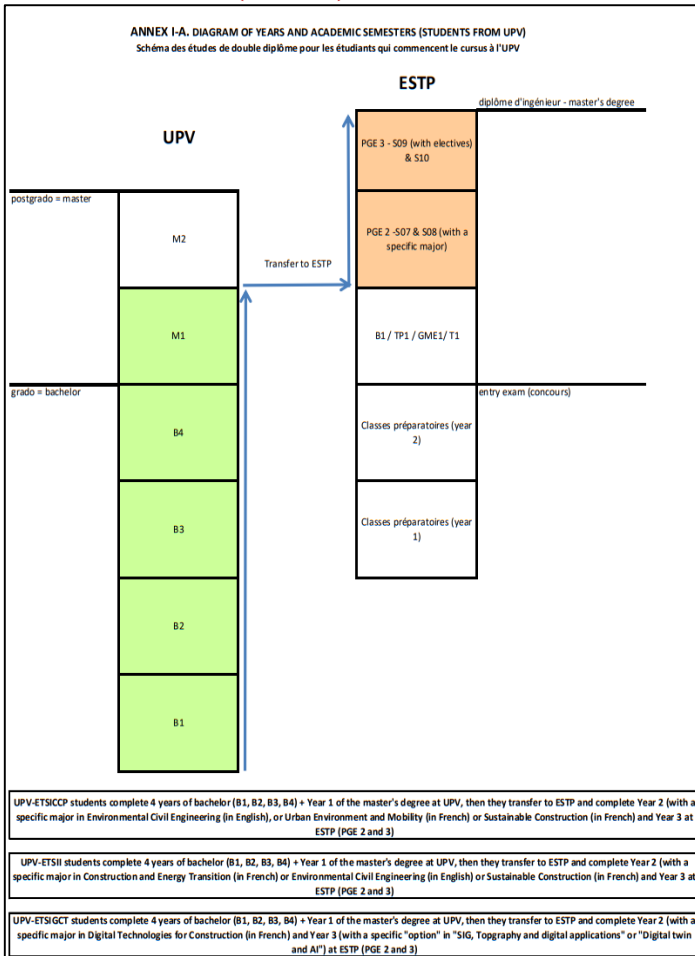 ANNEX I-A. DIAGRAM OF YEARS AND ACADEMIC SEMESTERS (STUDENTS FROM UPV)
Schéma des études de double diplôme pour les étudiants qui commencent le cursus à l'UPV
ESTP
diplôme d'ingénieur - master's degree
UPV
PGE 3 - S09 (with electives)
& S10
postgrado = master
M2
PGE 2 -S07 & S08 (with a
specific major)
Transfer to ESTP
M1
B1 / TP1 / GME1/ T1
grado = bachelor
entry exam (concours)
B4
Classes préparatoires (year
2)
B3
Classes préparatoires (year
1)
B2
B1
UPV-ETSICCP students complete 4 years of bachelor (B1, B2, B3, B4) + Year 1 of the master's degree at UPV, then they transfer to ESTP and complete Year 2 (with a
specific major in Environmental Civil Engineering (in English), or Urban Environment and Mobility (in French) or Sustainable Construction (in French) and Year 3 at
ESTP (PGE 2 and 3)
UPV-ETSII students complete 4 years of bachelor (B1, B2, B3, B4) + Year 1 of the master's degree at UPV, then they transfer to ESTP and complete Year 2 (with a
specific major in Construction and Energy Transition (in French) or Environmental Civil Engineering (in English) or Sustainable Construction (in French) and Year 3 at
ESTP (PGE 2 and 3)
UPV-ETSIGCT students complete 4 years of bachelor (B1, B2, B3, B4) + Year 1 of the master's degree at UPV, then they transfer to ESTP and complete Year 2 (with a
specific major in Digital Technologies for Construction (in French) and Year 3 (with a specific "option" in "SIG, Topgraphy and digital applications" or "Digital twin
and AI") at ESTP (PGE 2 and 3)